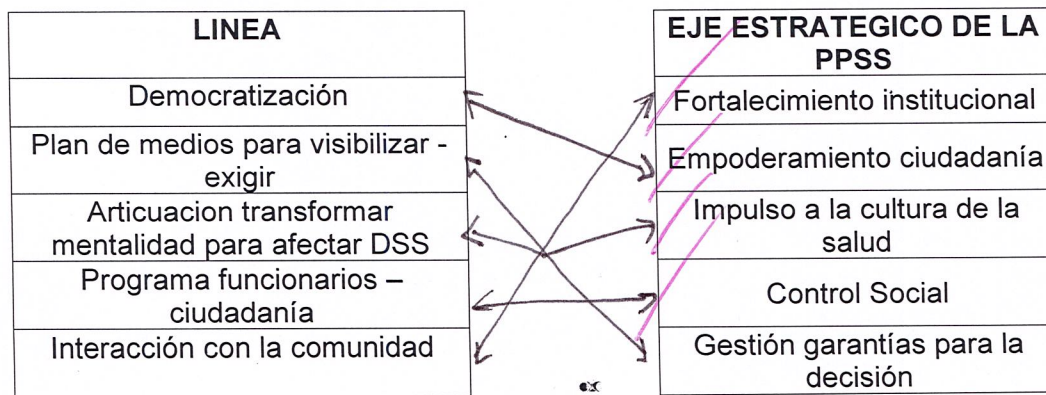 LINEA
Democratización
Plan de medios para visibilizar -
exigir
Articuacion transformar
mentalidad para afectar DSS
Programa funcionarios –
ciudadanía
Interacción con la comunidad
EJE ESTRATEGICO DE LA
PPSS
Fortalecimiento institucional
Empoderamiento ciudadanía
Impulso a la cultura de la
salud
Control Social
Gestión garantías para la
decisión